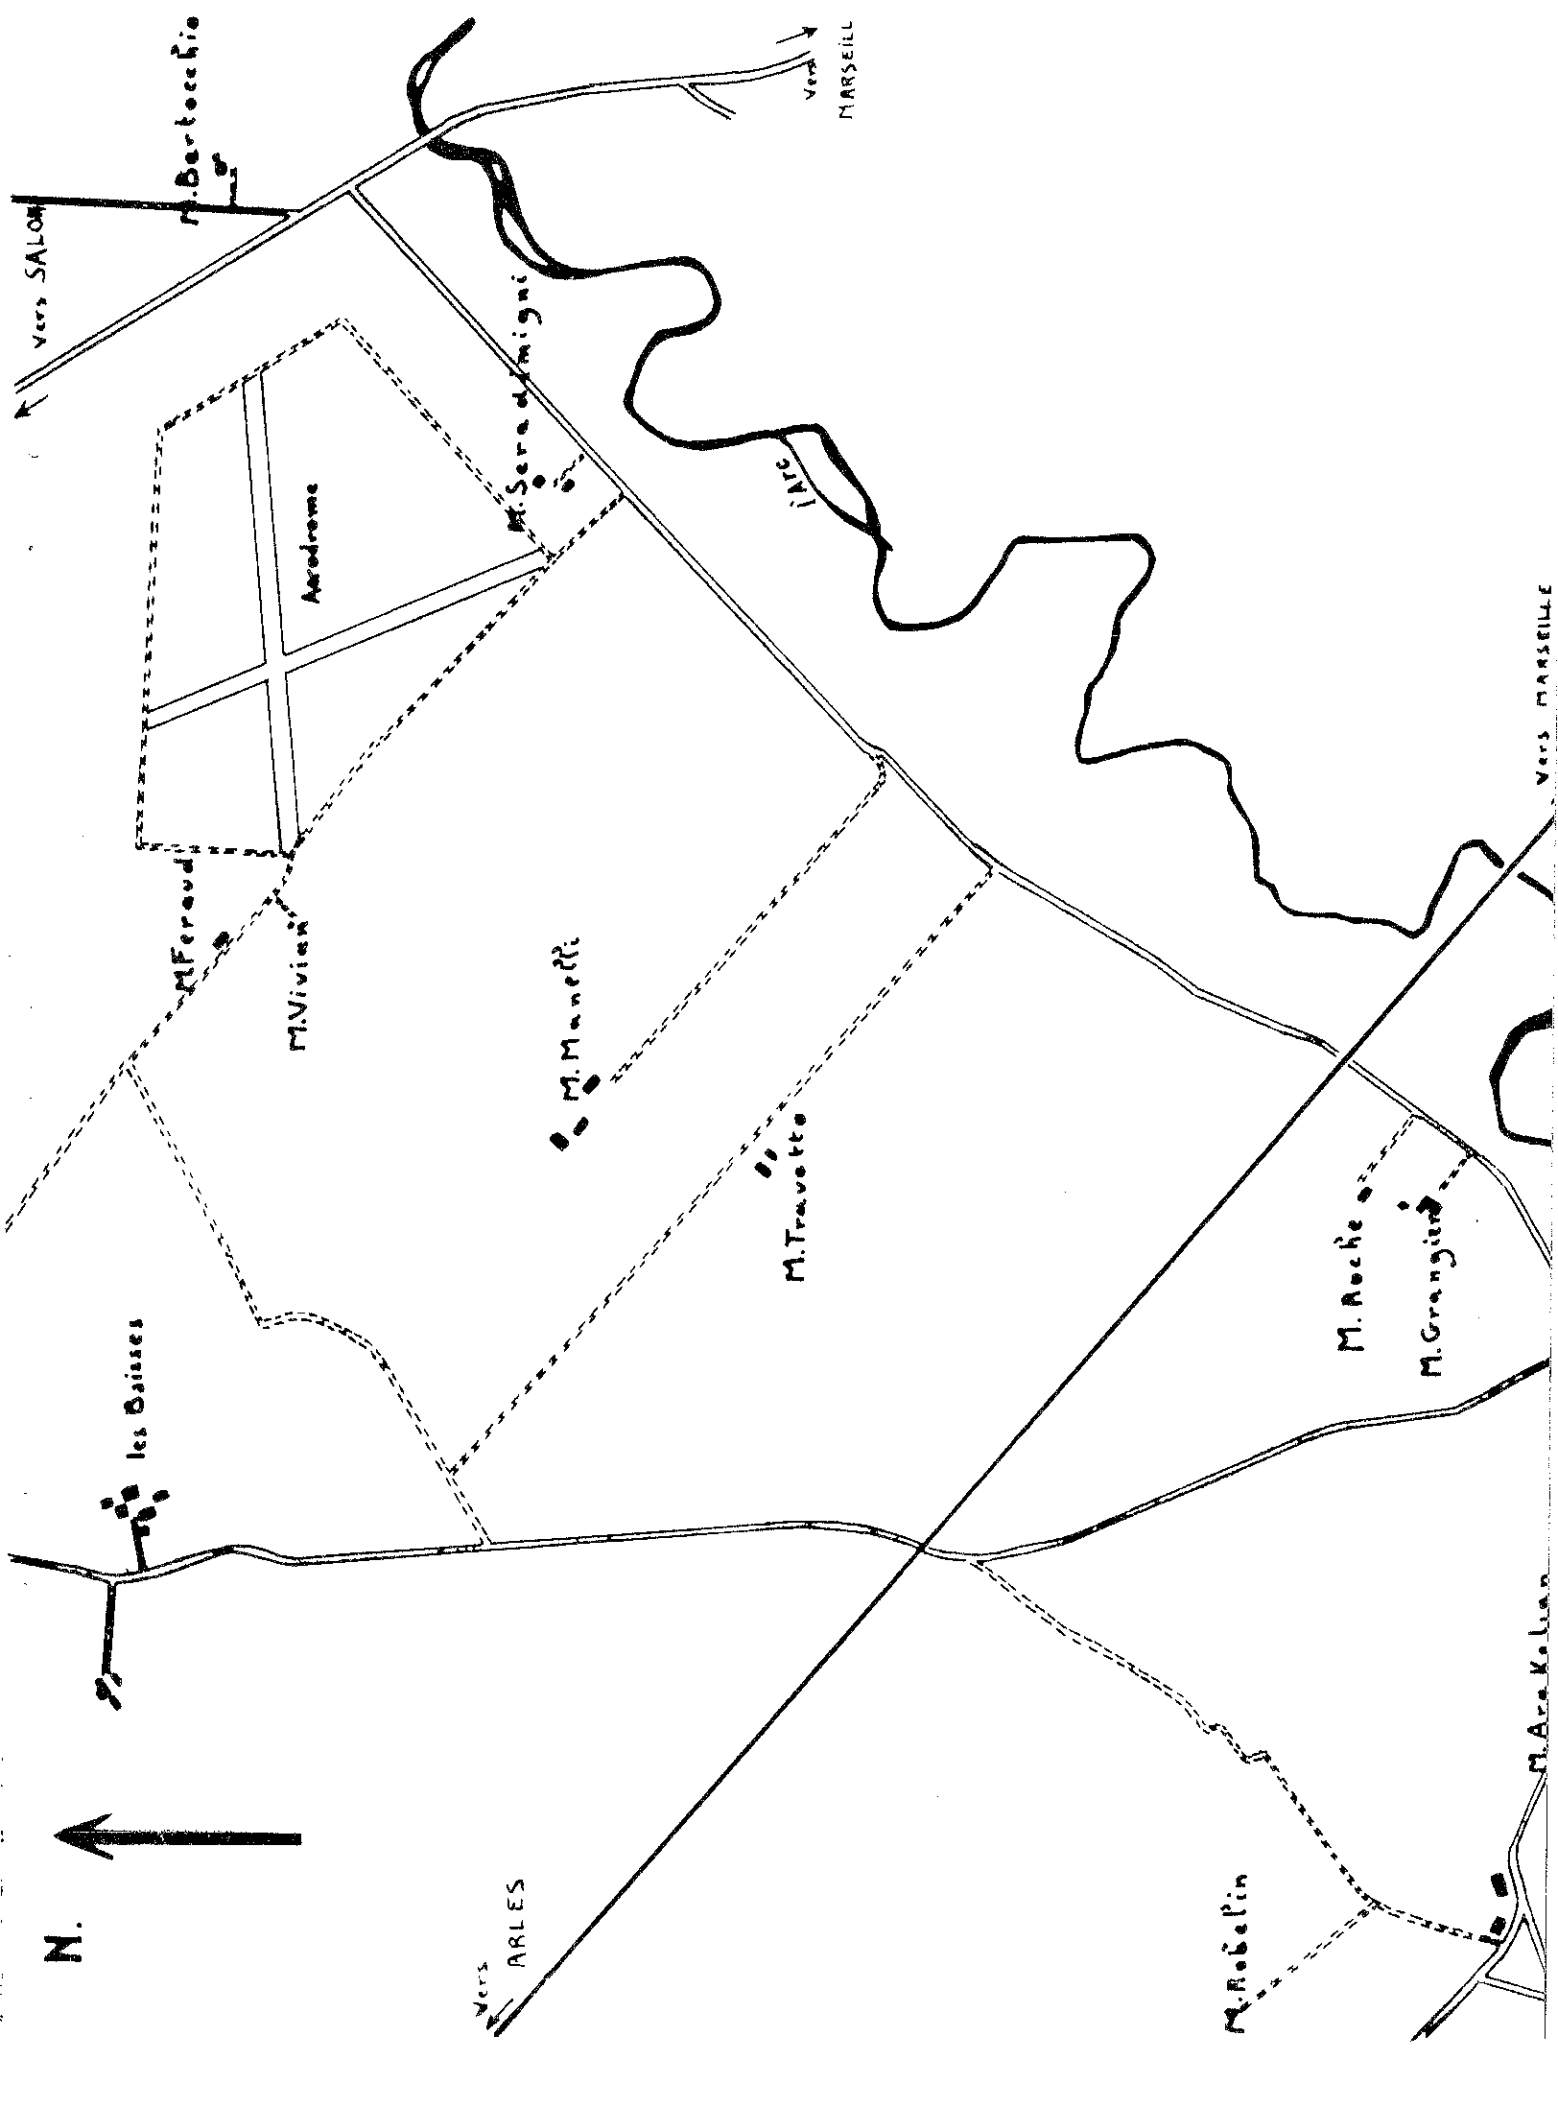 N.
Vers
ARLES
les Baisses
M. Robelin
M. Arakelian
M. Feraud
M. Vivian
M. Manelli
M. Travette
M. Roche
M. Grangier
Aerodrome
M. Seradimigni
l'Arc
Vers SALON
M. Bartocchio
Vers
MARSEILL
Vers MARSEILLE